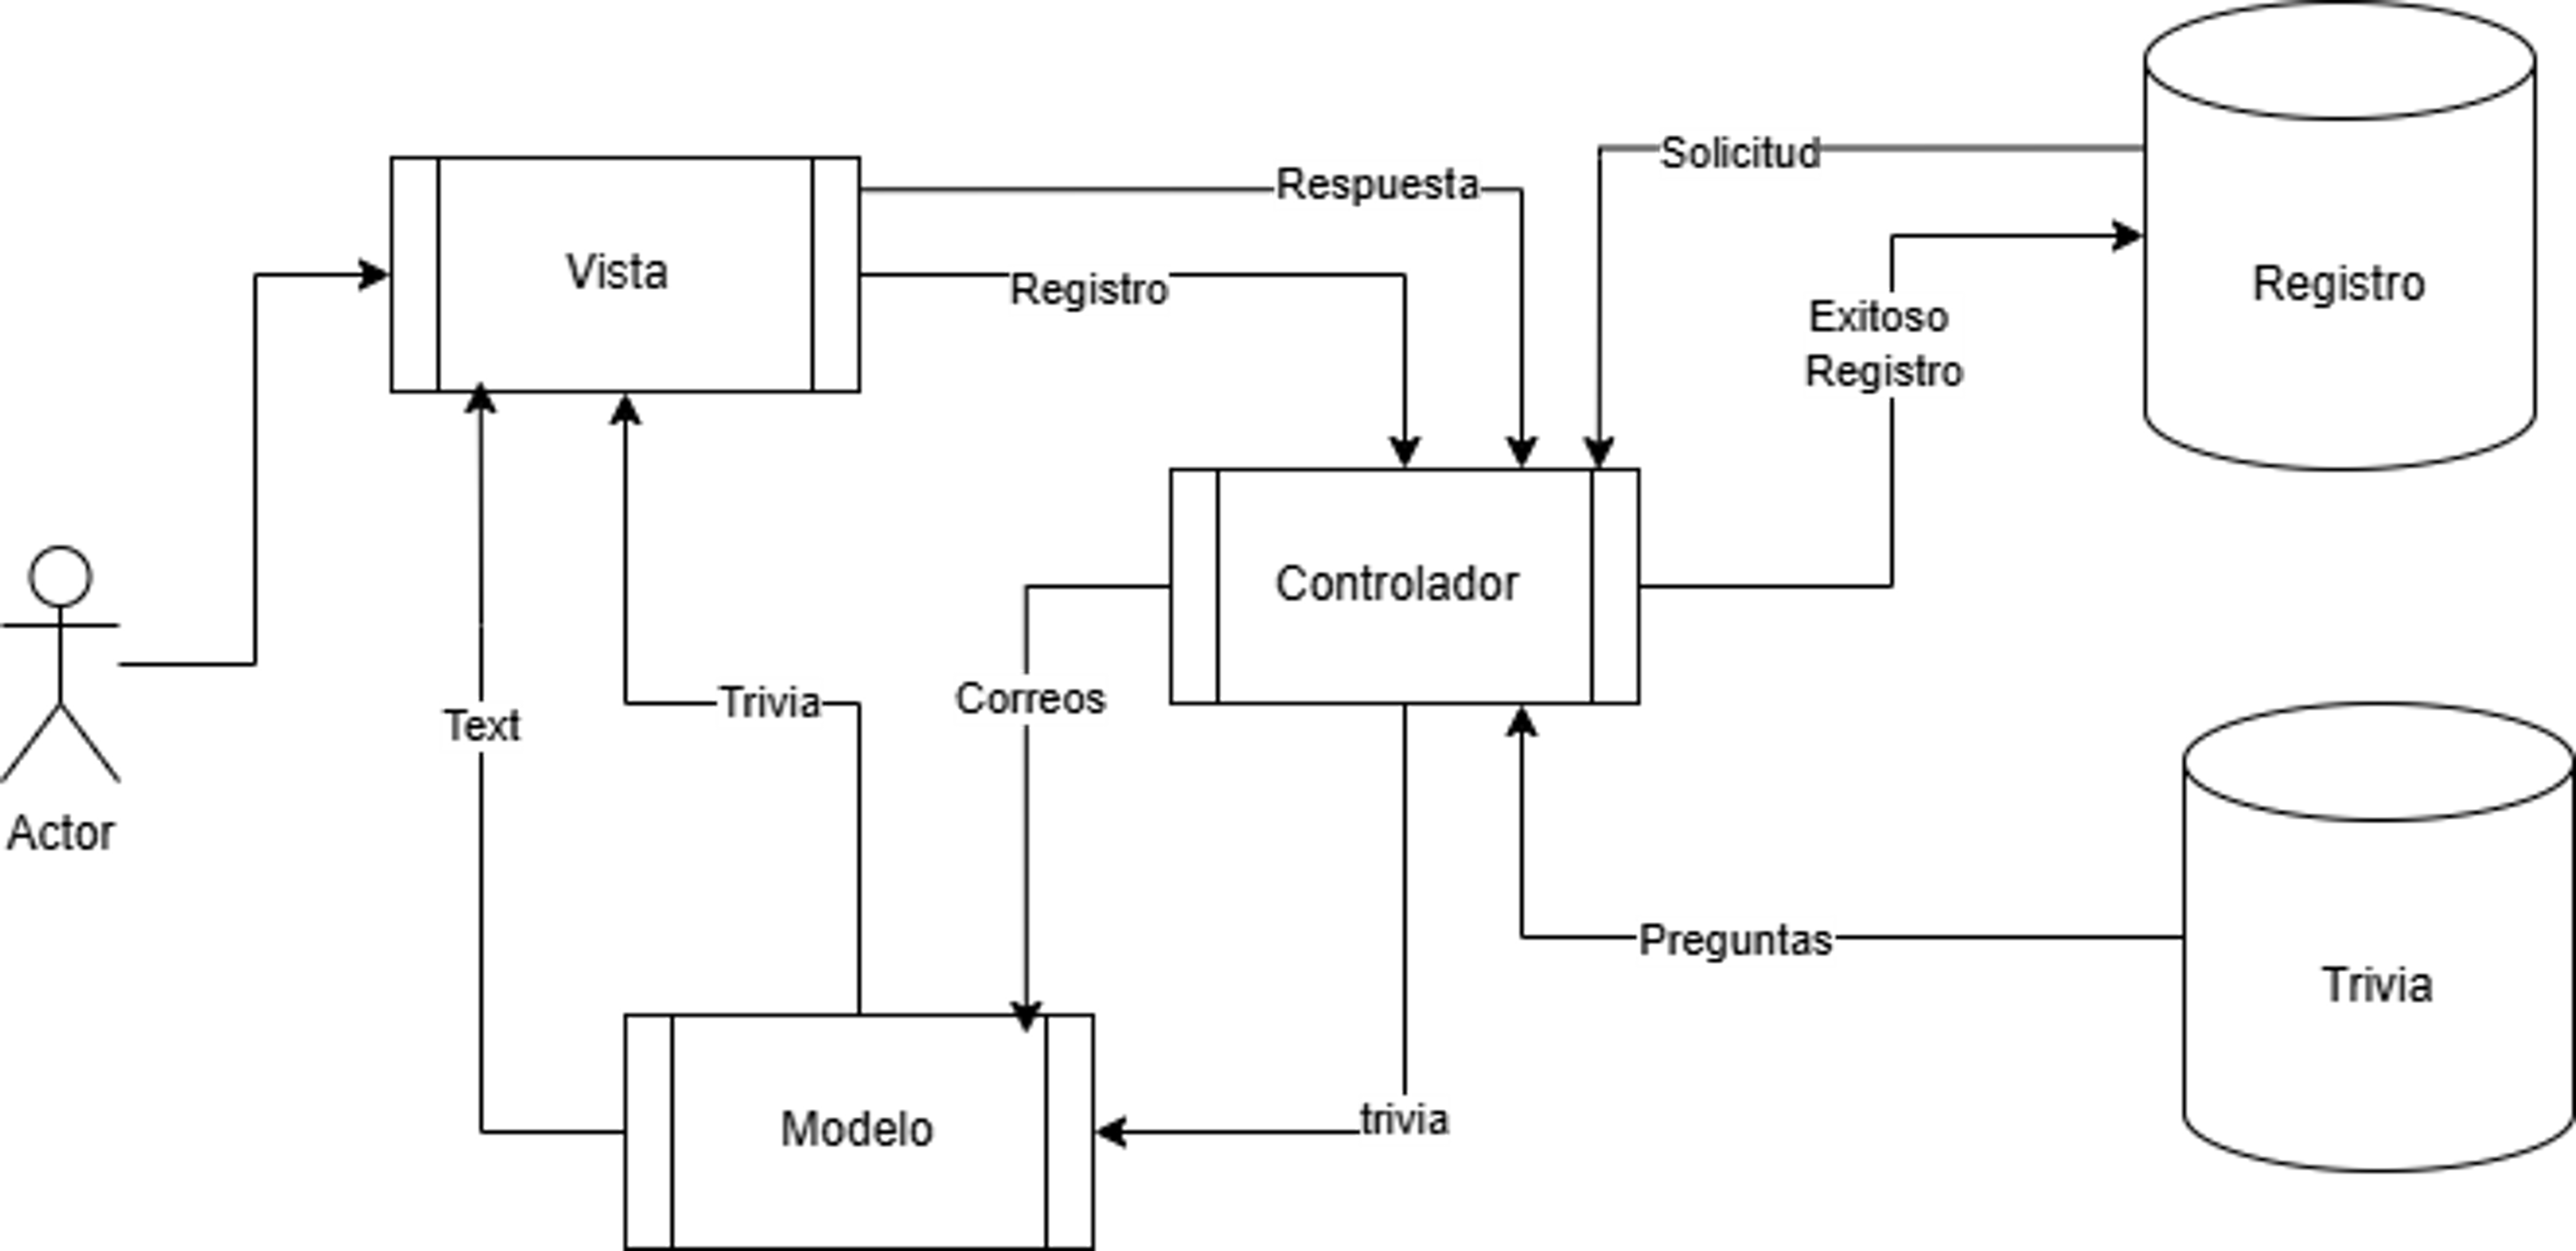 Solicitud
Respuesta
Vista
Registro
Registro
Exitoso
Registro
Controlador
Correos
Trivia
Text
Actor
Preguntas
Trivia
trivia
Modelo